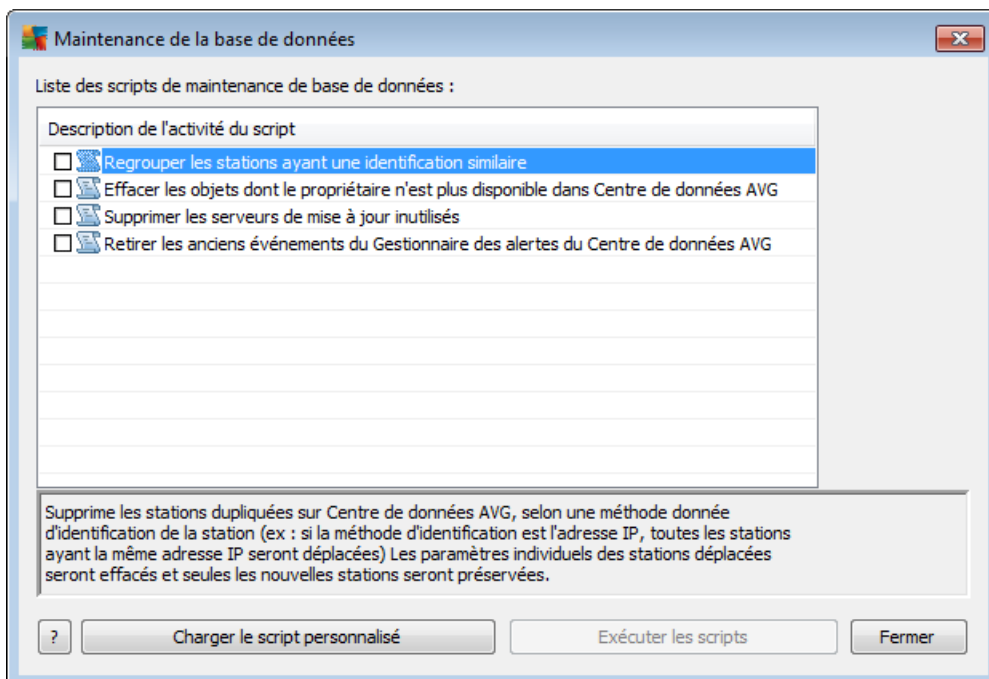 Maintenance de la base de données
Liste des scripts de maintenance de base de données :
Description de l'activité du script
Regrouper les stations ayant une identification similaire
Effacer les objets dont le propriétaire n'est plus disponible dans Centre de données AVG
Supprimer les serveurs de mise à jour inutilisés
Retirer les anciens événements du Gestionnaire des alertes du Centre de données AVG
Supprime les stations dupliquées sur Centre de données AVG, selon une méthode donnée
d'identification de la station (ex : si la méthode d'identification est l'adresse IP, toutes les stations
ayant la même adresse IP seront déplacées) Les paramètres individuels des stations déplacées
seront effacés et seules les nouvelles stations seront préservées.
? Charger le script personnalisé Exécuter les scripts Fermer